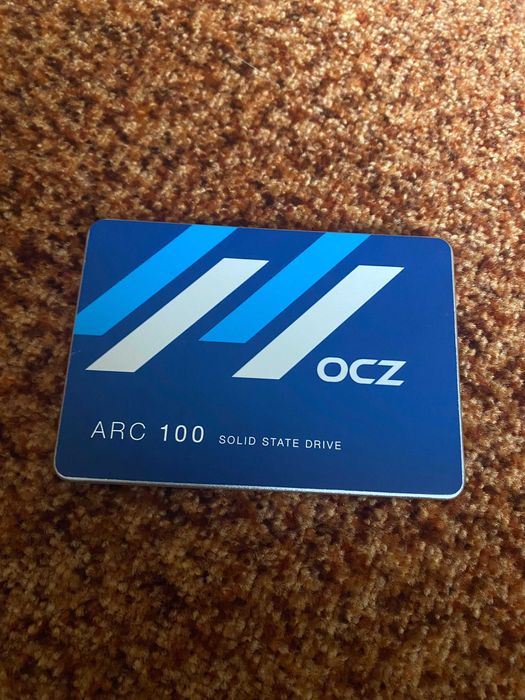 OCZ
ARC 100 SOLID STATE DRIVE